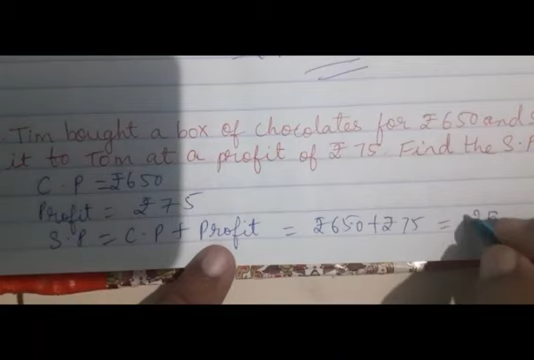 Tim bought a box of chocolates for ₹650 and
it to Tom at a profit of ₹75. Find the S.P
C.P = ₹650
Profit = ₹75
S.P = C.P + Profit = ₹650 + ₹75 =